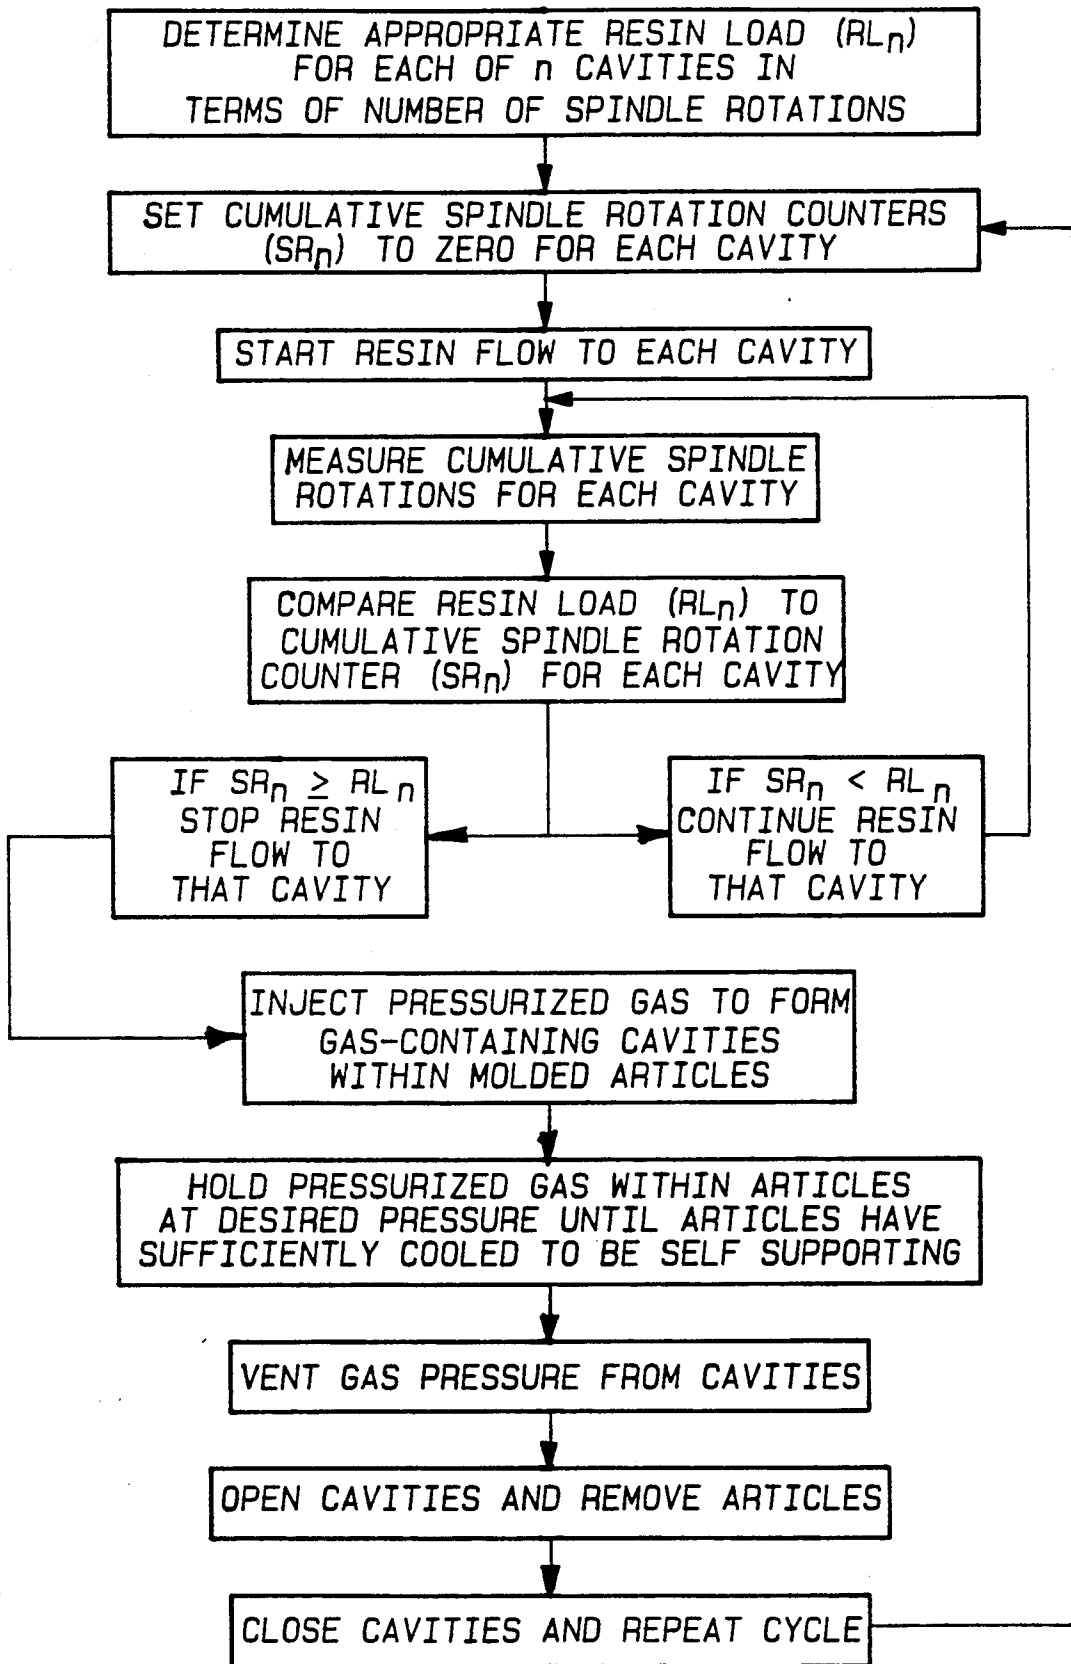 DETERMINE APPROPRIATE RESIN LOAD (RLn)
FOR EACH OF n CAVITIES IN
TERMS OF NUMBER OF SPINDLE ROTATIONS
SET CUMULATIVE SPINDLE ROTATION COUNTERS
(SRn) TO ZERO FOR EACH CAVITY
START RESIN FLOW TO EACH CAVITY
MEASURE CUMULATIVE SPINDLE
ROTATIONS FOR EACH CAVITY
COMPARE RESIN LOAD (RLn) TO
CUMULATIVE SPINDLE ROTATION
COUNTER (SRn) FOR EACH CAVITY
IF SRn ≥ RLn
STOP RESIN
FLOW TO
THAT CAVITY
IF SRn < RLn
CONTINUE RESIN
FLOW TO
THAT CAVITY
INJECT PRESSURIZED GAS TO FORM
GAS-CONTAINING CAVITIES
WITHIN MOLDED ARTICLES
HOLD PRESSURIZED GAS WITHIN ARTICLES
AT DESIRED PRESSURE UNTIL ARTICLES HAVE
SUFFICIENTLY COOLED TO BE SELF SUPPORTING
VENT GAS PRESSURE FROM CAVITIES
OPEN CAVITIES AND REMOVE ARTICLES
CLOSE CAVITIES AND REPEAT CYCLE